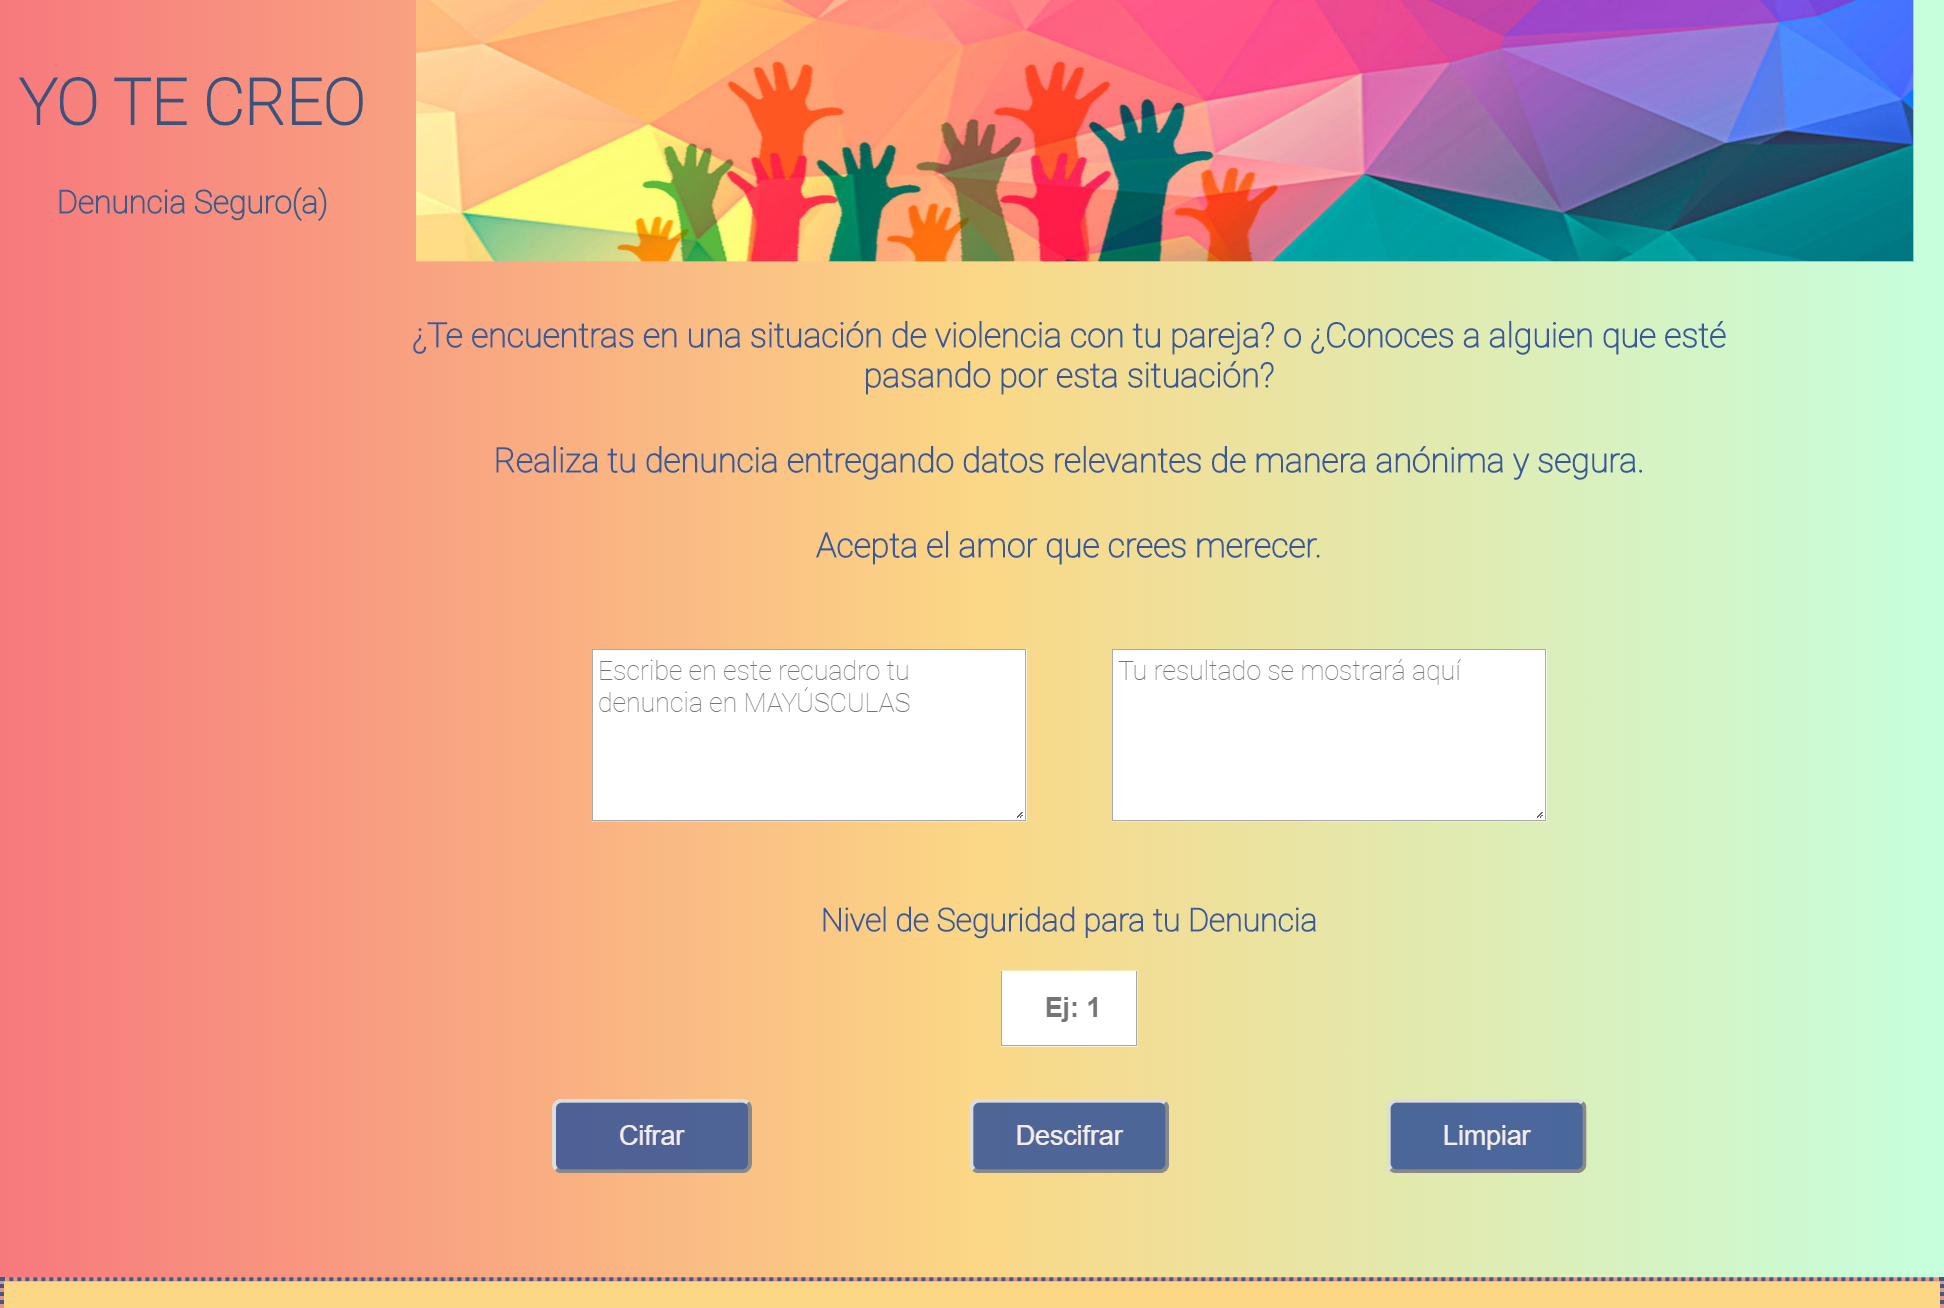 YO TE CREO
Denuncia Seguro(a)
¿Te encuentras en una situación de violencia con tu pareja? o ¿Conoces a alguien que esté
pasando por esta situación?
Realiza tu denuncia entregando datos relevantes de manera anónima y segura.
Acepta el amor que crees merecer.
Escribe en este recuadro tu
denuncia en MAYÚSCULAS
Tu resultado se mostrará aquí
Nivel de Seguridad para tu Denuncia
Ej: 1
Cifrar
Descifrar
Limpiar